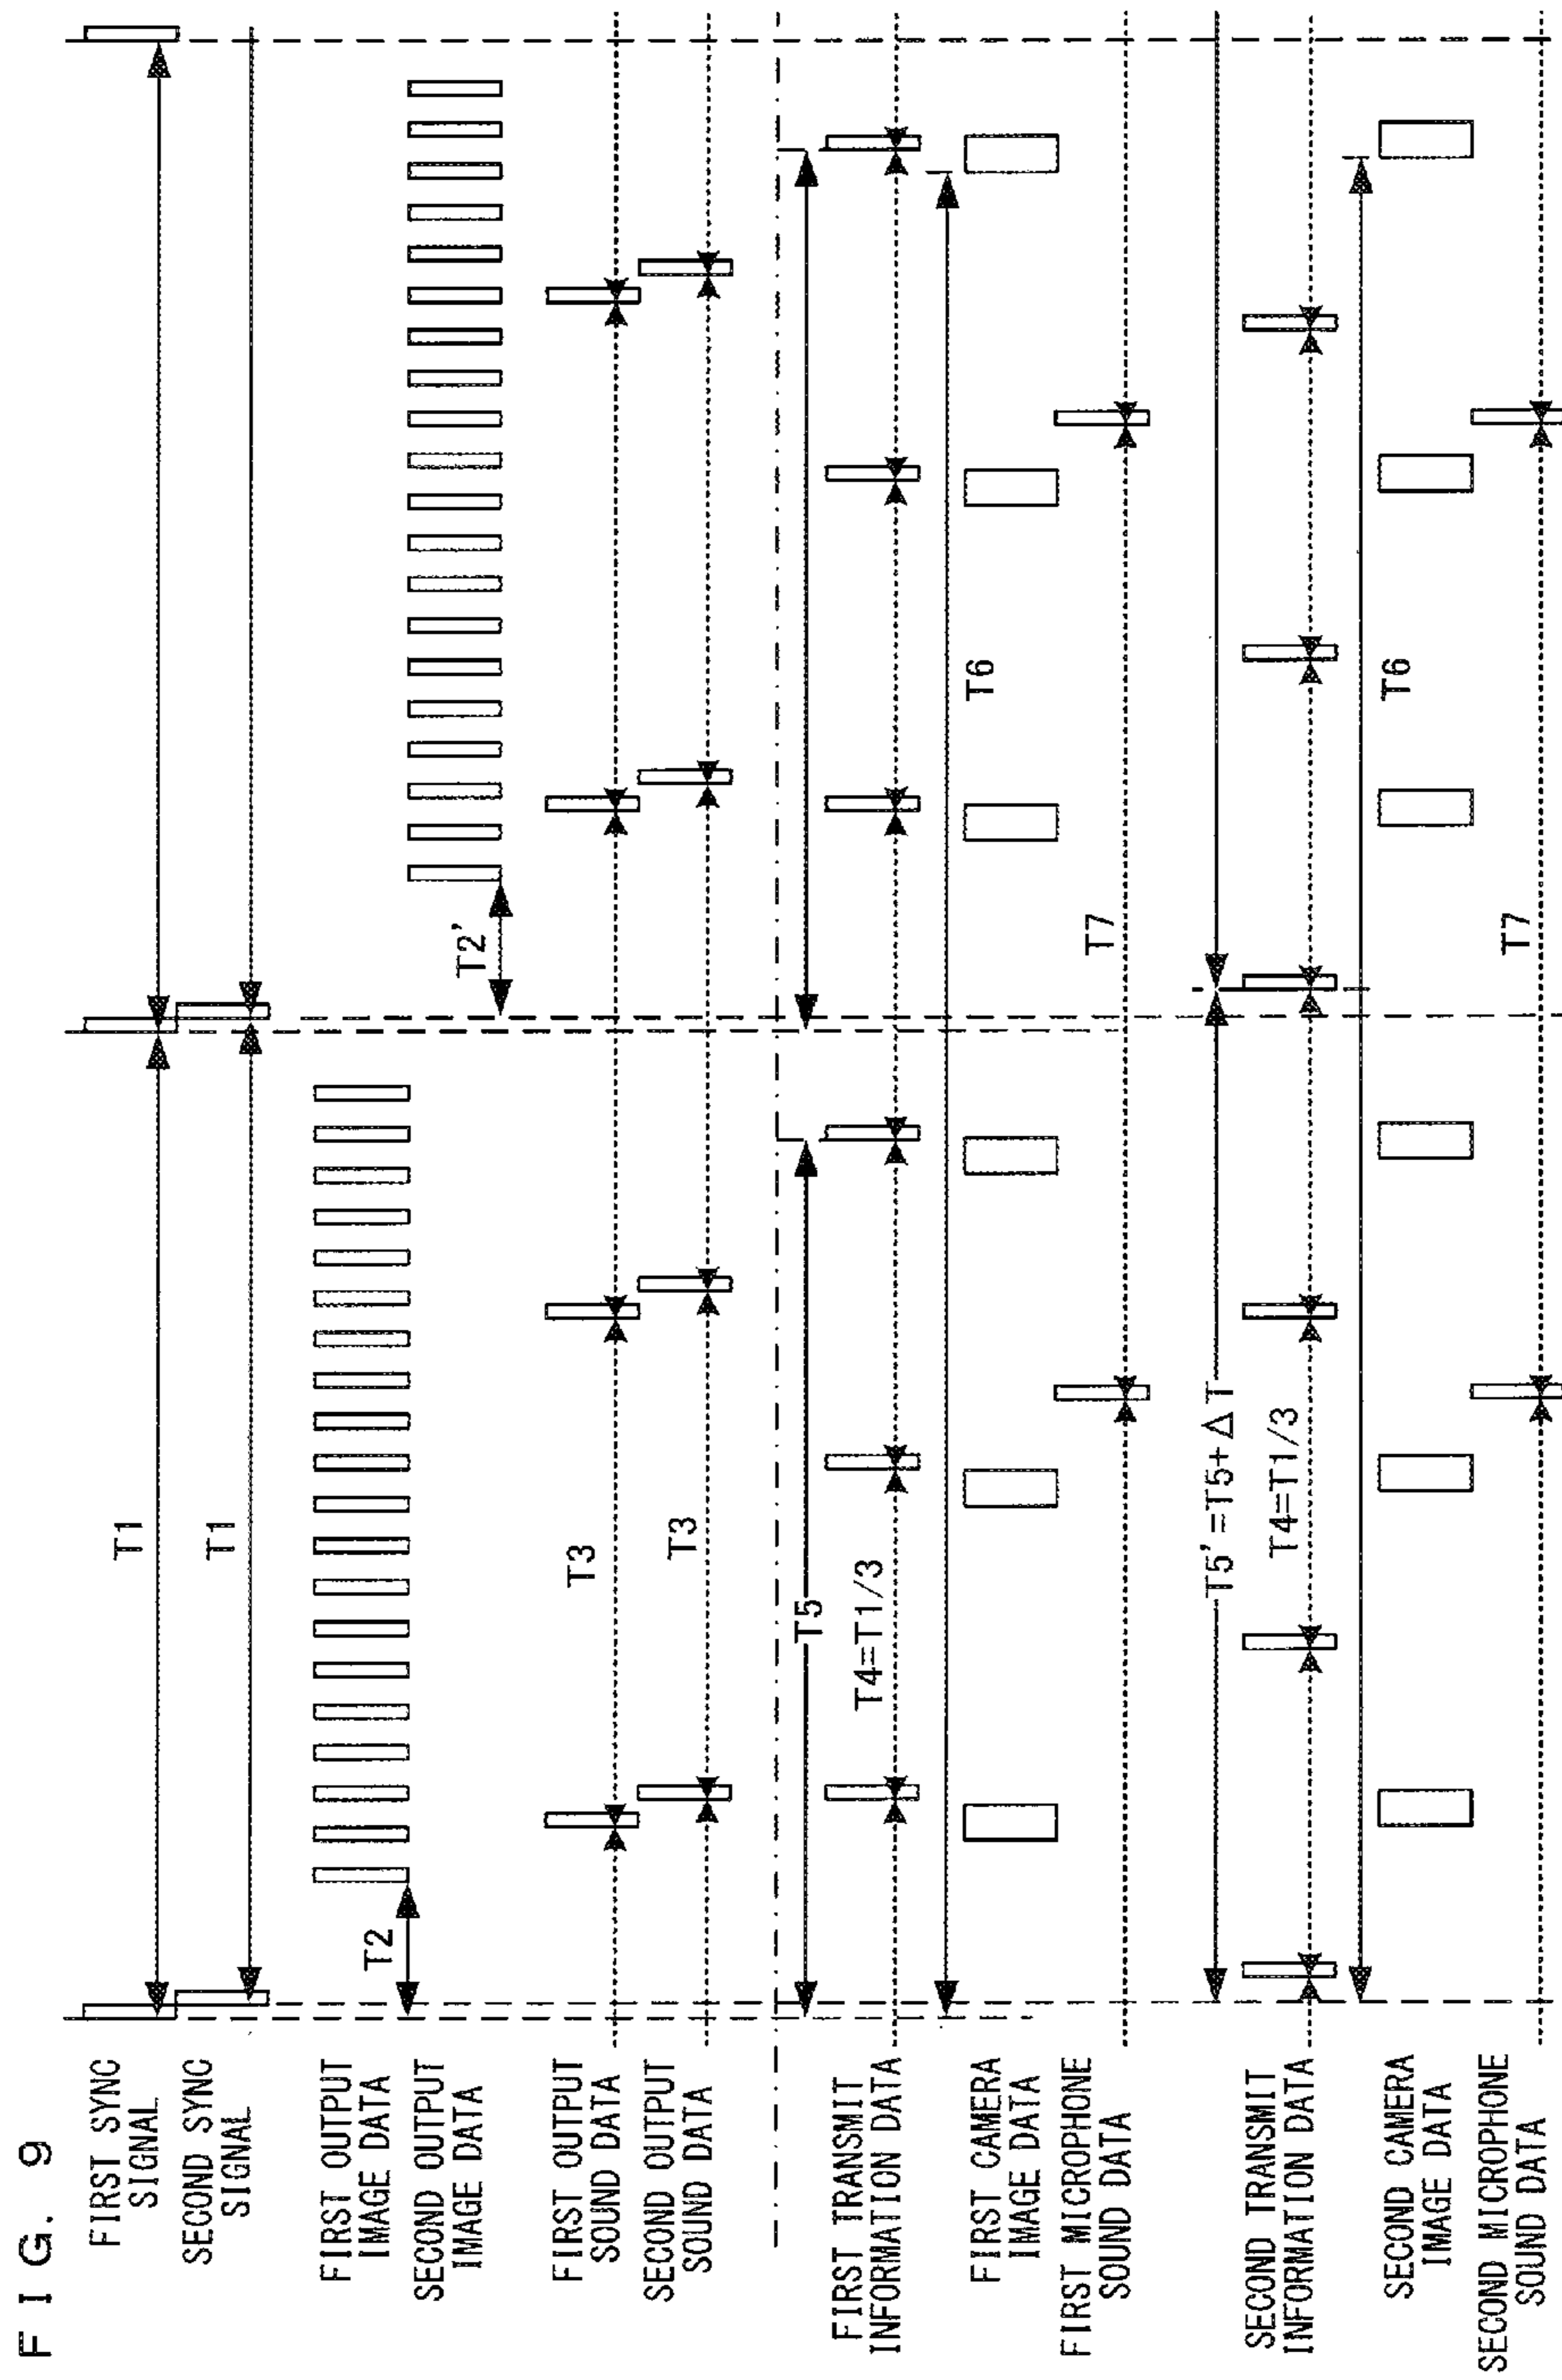 FIG. 9
FIRST SYNC
SIGNAL
SECOND SYNC
SIGNAL
FIRST OUTPUT
IMAGE DATA
SECOND OUTPUT
IMAGE DATA
FIRST OUTPUT
SOUND DATA
SECOND OUTPUT
SOUND DATA
FIRST TRANSMIT
INFORMATION DATA
FIRST CAMERA
IMAGE DATA
FIRST MICROPHONE
SOUND DATA
SECOND TRANSMIT
INFORMATION DATA
SECOND CAMERA
IMAGE DATA
SECOND MICROPHONE
SOUND DATA
T1
T1
T2
T2'
T3
T3
T5
T4=T1/3
T6
T7
T5'=T5+ΔT
T4=T1/3
T6
T7